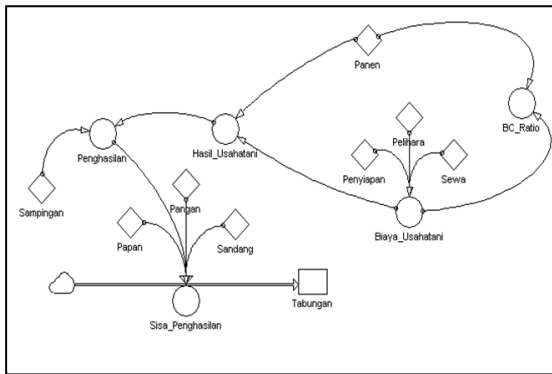 Panen
BC_Ratio
Penghasilan
Hasil_Usahatani
Pelihara
Penyiapan
Sewa
Sampingan
Pangan
Papan
Sandang
Biaya_Usahatani
Tabungan
Sisa_Penghasilan